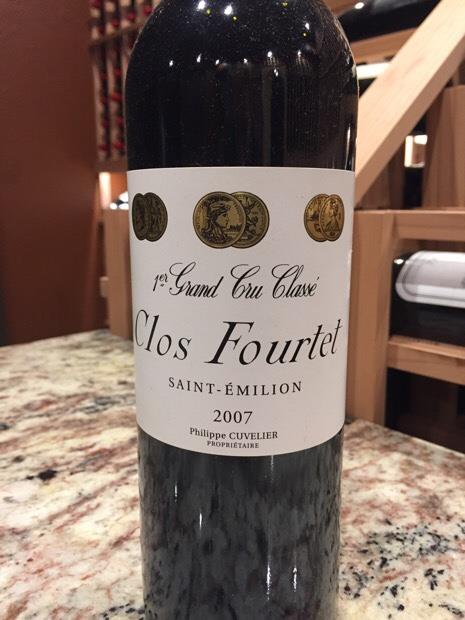 1er Grand Cru Classé
Clos Fourtet
SAINT-ÉMILION
2007
Philippe CUVELIER
PROPRIÉTAIRE